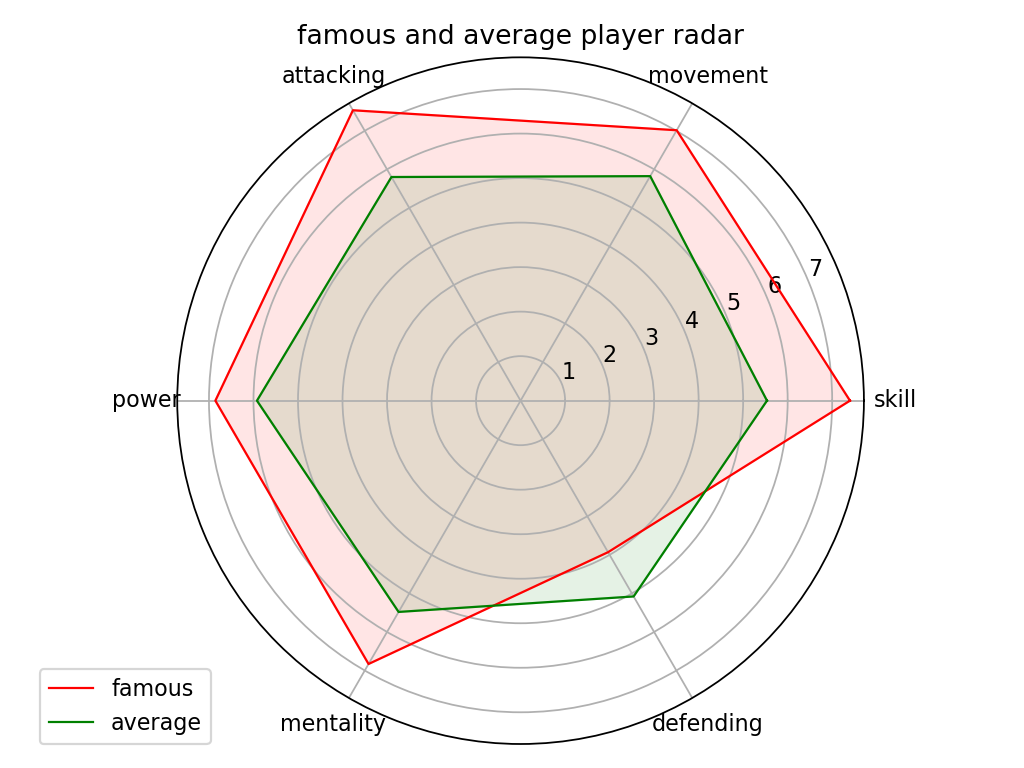 famous and average player radar
attacking
movement
7
6
5
4
3
2
1
power
skill
mentality
defending
famous
average